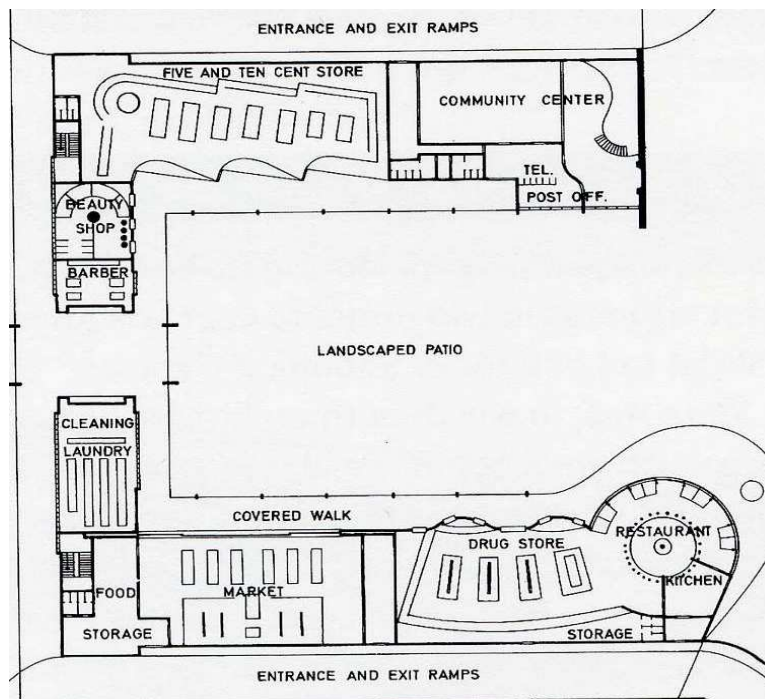 ENTRANCE AND EXIT RAMPS
FIVE AND TEN CENT STORE
COMMUNITY CENTER
TEL.
POST OFF.
BEAUTY
SHOP
BARBER
LANDSCAPED PATIO
CLEANING
LAUNDRY
COVERED WALK
DRUG STORE
RESTAURANT
KITCHEN
FOOD
MARKET
STORAGE
STORAGE
ENTRANCE AND EXIT RAMPS